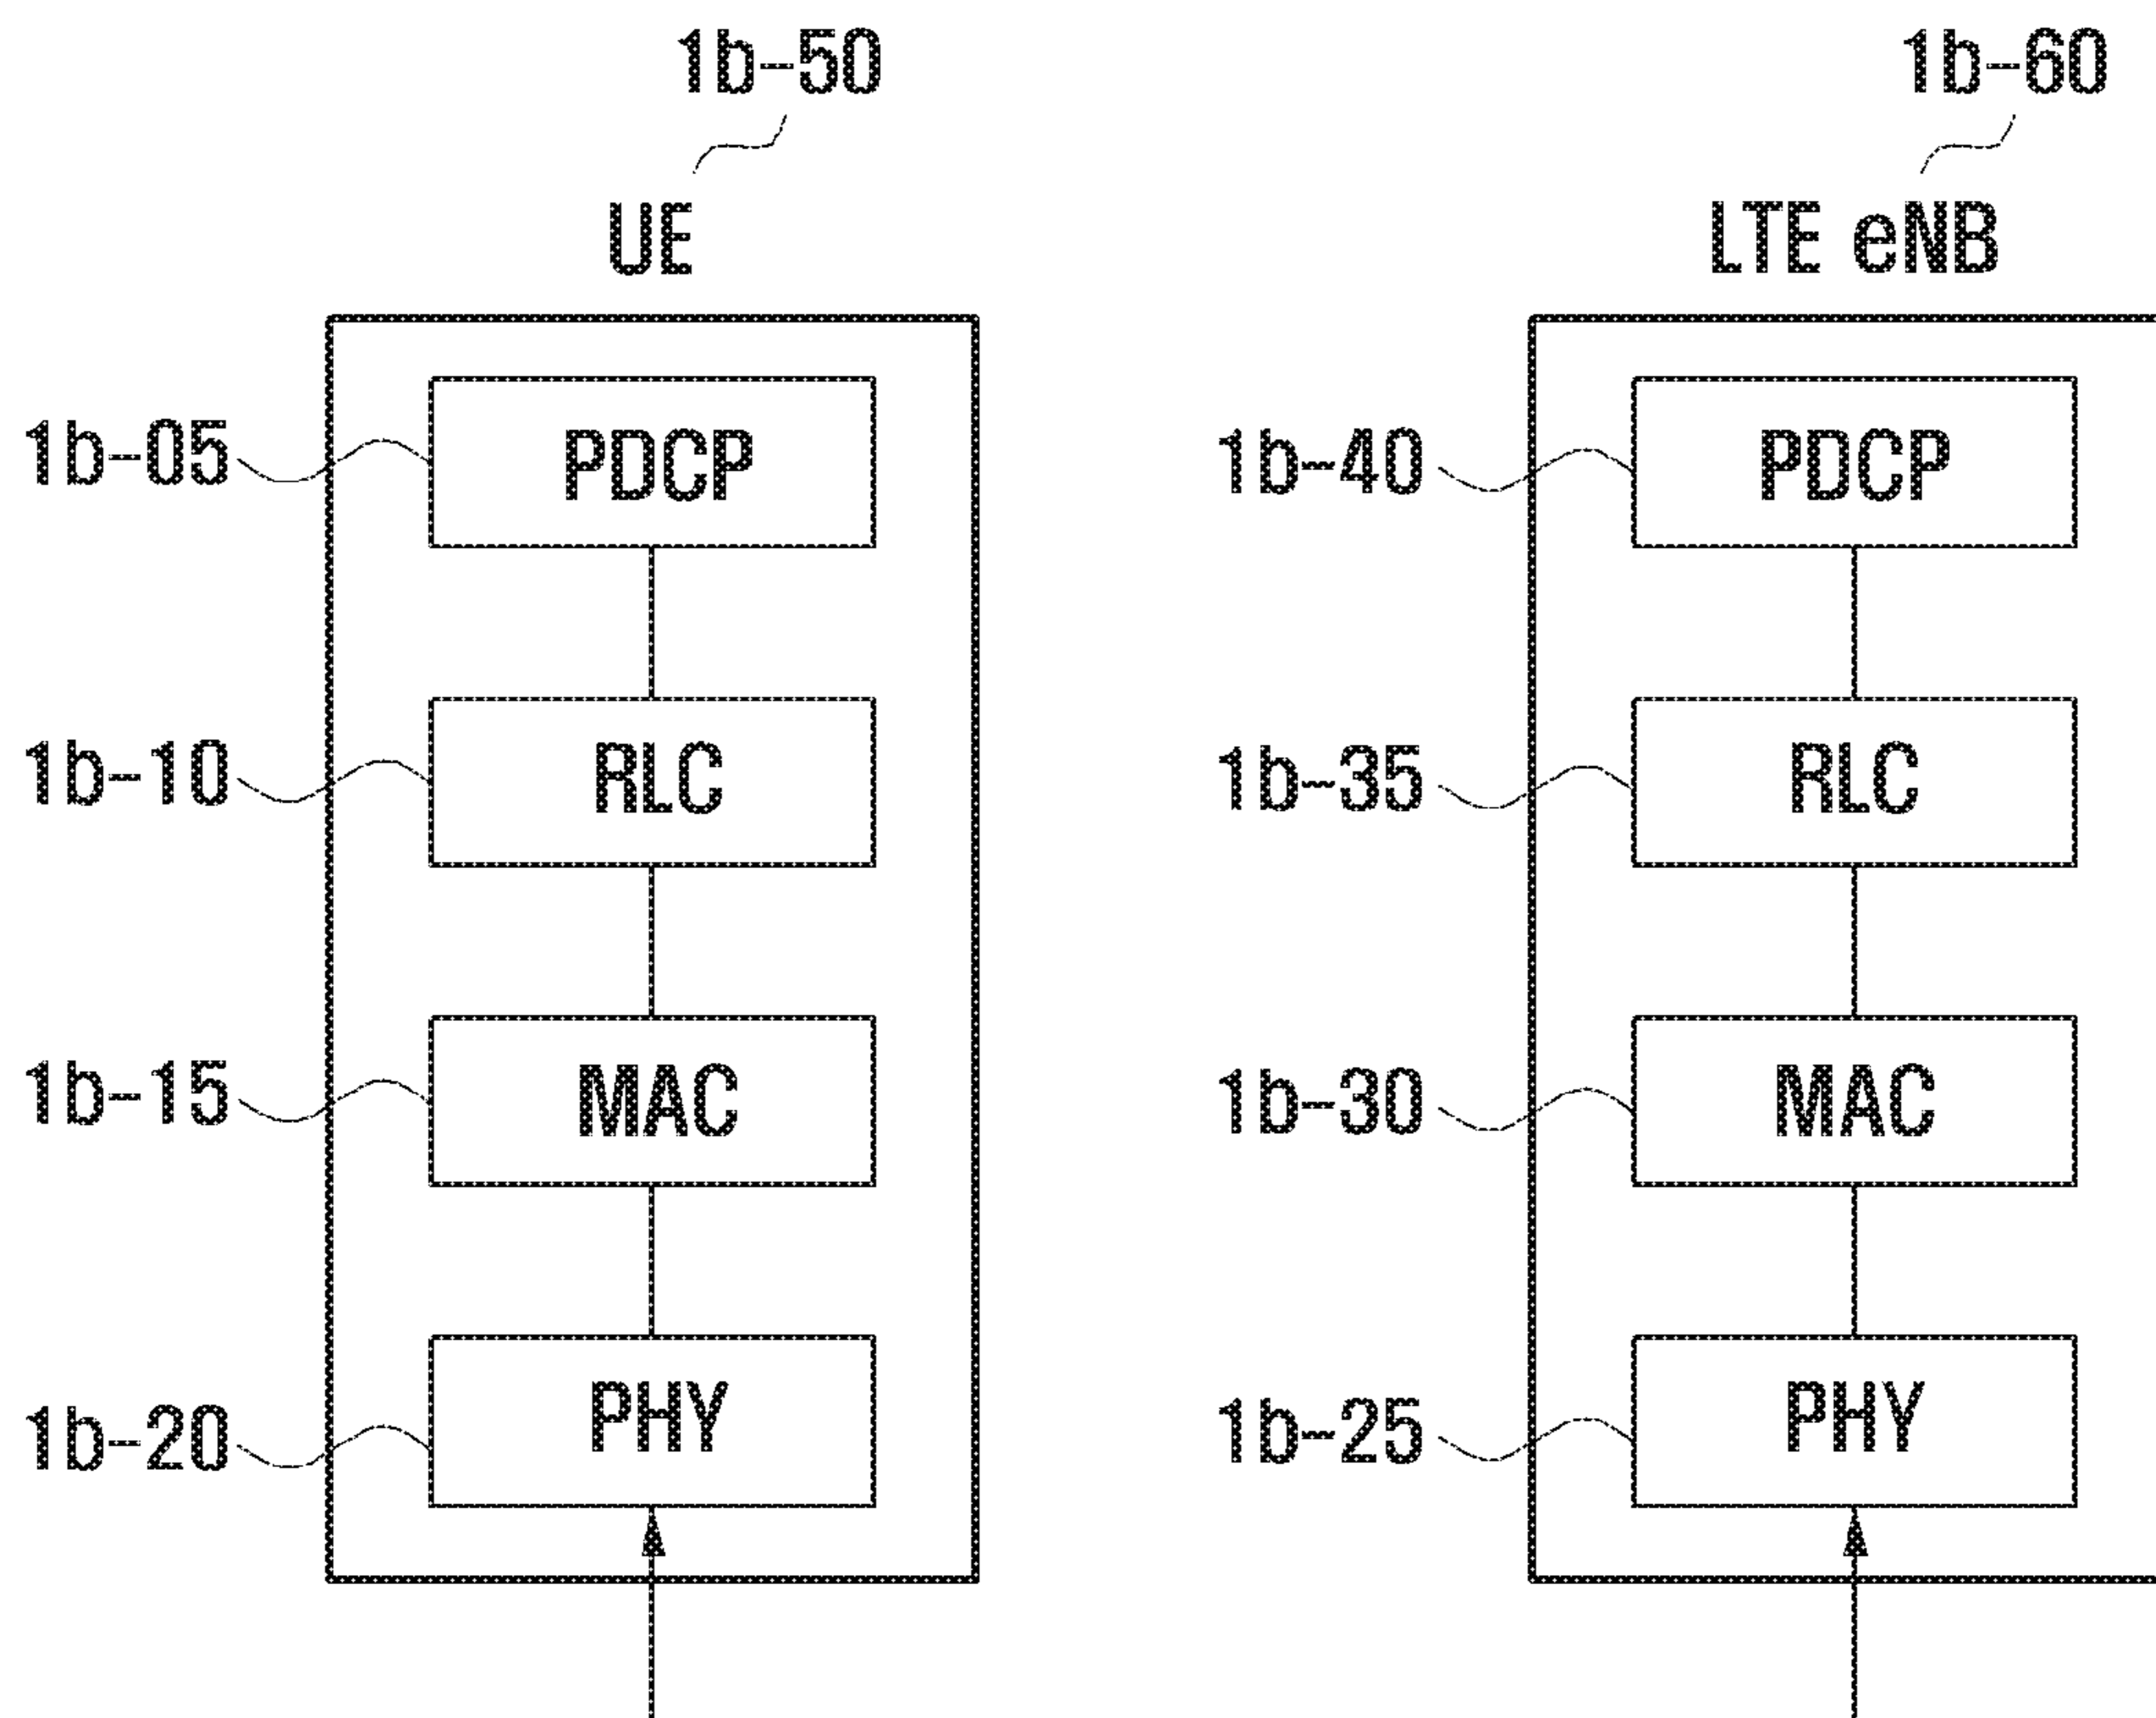 1b-50 1b-60
UE LTE eNB
1b-05 PDCP 1b-40 PDCP
1b-10 RLC 1b-35 RLC
1b-15 MAC 1b-30 MAC
1b-20 PHY 1b-25 PHY